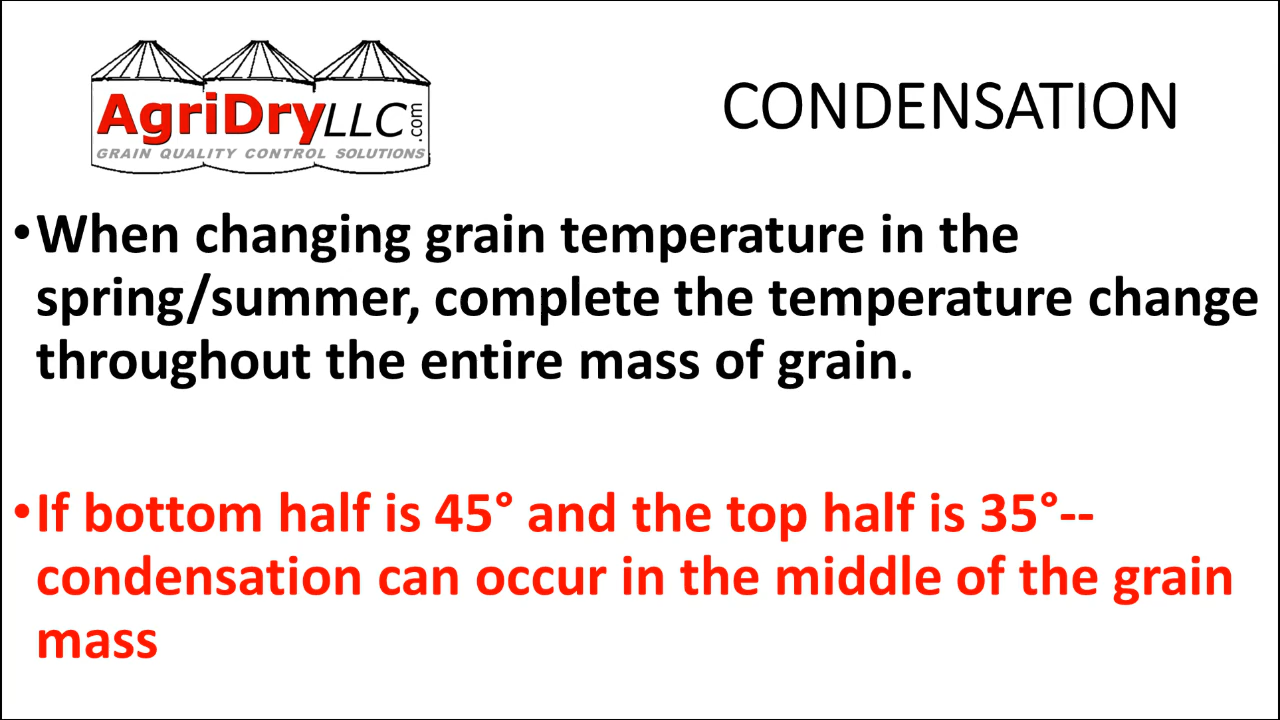 AgriDry LLC .com
GRAIN QUALITY CONTROL SOLUTIONS
CONDENSATION
•When changing grain temperature in the
spring/summer, complete the temperature change
throughout the entire mass of grain.
•If bottom half is 45° and the top half is 35°--
condensation can occur in the middle of the grain
mass